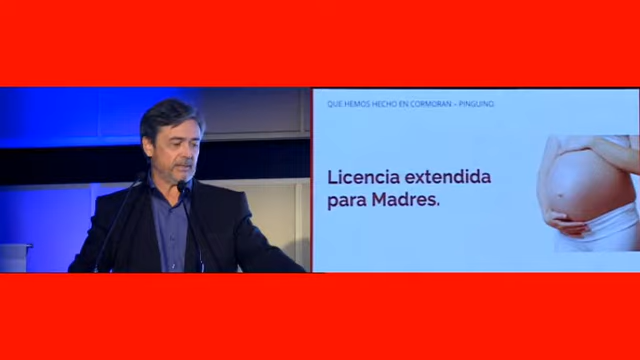 QUE HEMOS HECHO EN CORMORAN – PINGUINO.
Licencia extendida
para Madres.